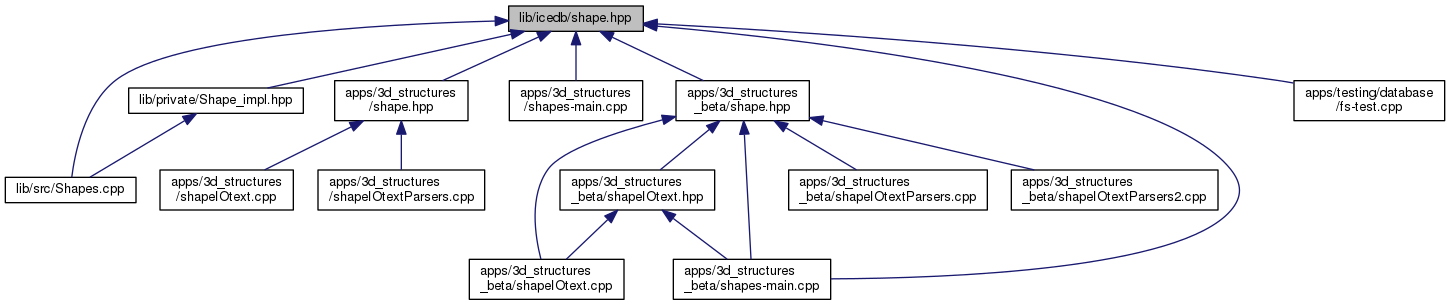 lib/icedb/shape.hpp
lib/private/Shape_impl.hpp
apps/3d_structures
/shape.hpp
apps/3d_structures
/shapes-main.cpp
apps/3d_structures
_beta/shape.hpp
apps/testing/database
/fs-test.cpp
lib/src/Shapes.cpp
apps/3d_structures
/shapeIOtext.cpp
apps/3d_structures
/shapeIOtextParsers.cpp
apps/3d_structures
_beta/shapeIOtext.hpp
apps/3d_structures
_beta/shapeIOtextParsers.cpp
apps/3d_structures
_beta/shapeIOtextParsers2.cpp
apps/3d_structures
_beta/shapeIOtext.cpp
apps/3d_structures
_beta/shapes-main.cpp